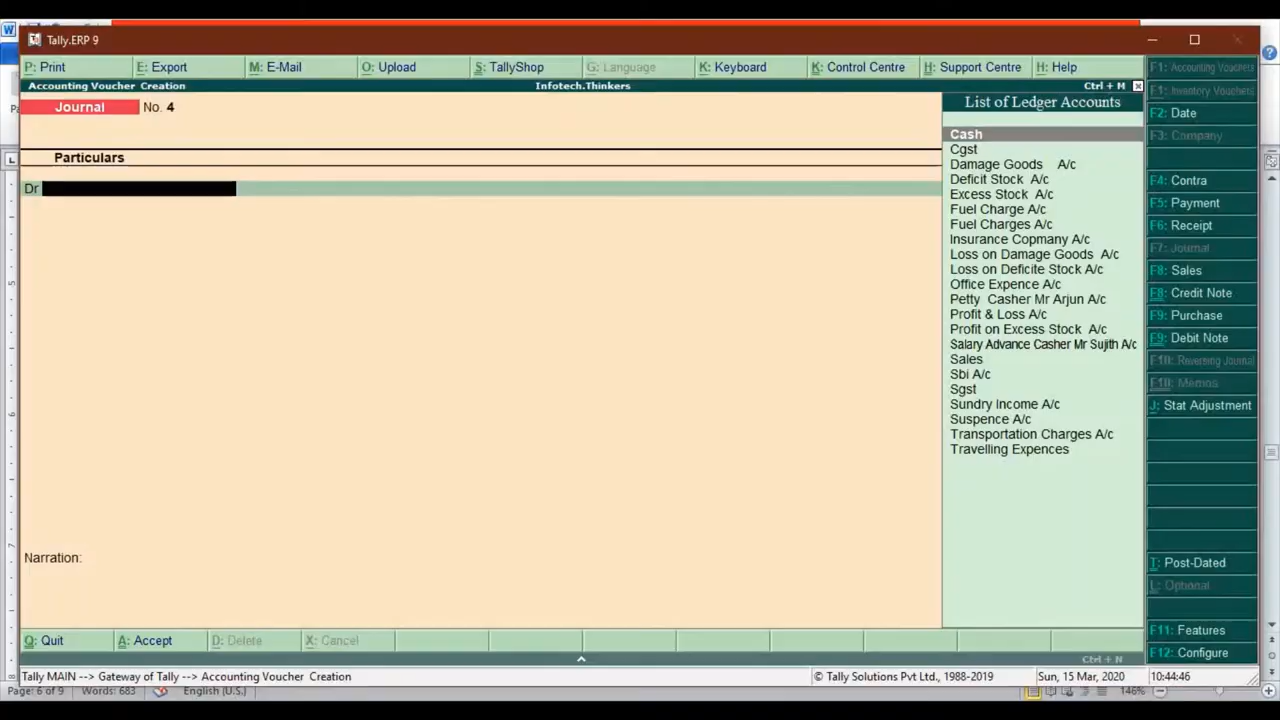 Tally.ERP 9
P: Print E: Export M: E-Mail O: Upload S: TallyShop G: Language K: Keyboard K: Control Centre H: Support Centre H: Help
Accounting Voucher Creation Infotech.Thinkers Ctrl + M
Journal No. 4
Particulars
Dr
Narration:
List of Ledger Accounts
Cash
Cgst
Damage Goods A/c
Deficit Stock A/c
Excess Stock A/c
Fuel Charge A/c
Fuel Charges A/c
Insurance Copmany A/c
Loss on Damage Goods A/c
Loss on Deficite Stock A/c
Office Expence A/c
Petty Casher Mr Arjun A/c
Profit & Loss A/c
Profit on Excess Stock A/c
Salary Advance Casher Mr Sujith A/c
Sales
Sbi A/c
Sgst
Sundry Income A/c
Suspence A/c
Transportation Charges A/c
Travelling Expences
F1: Accounting Vouchers
F1: Inventory Vouchers
F2: Date
F3: Company
F4: Contra
F5: Payment
F6: Receipt
F7: Journal
F8: Sales
F8: Credit Note
F9: Purchase
F9: Debit Note
F10: Reversing Journal
F10: Memos
J: Stat Adjustment
T: Post-Dated
L: Optional
F11: Features
F12: Configure
Q: Quit A: Accept D: Delete X: Cancel
Ctrl + N
Tally MAIN --> Gateway of Tally --> Accounting Voucher Creation © Tally Solutions Pvt Ltd., 1988-2019 Sun, 15 Mar, 2020 10:44:46
Page: 6 of 9 Words: 683 English (U.S.) 146%